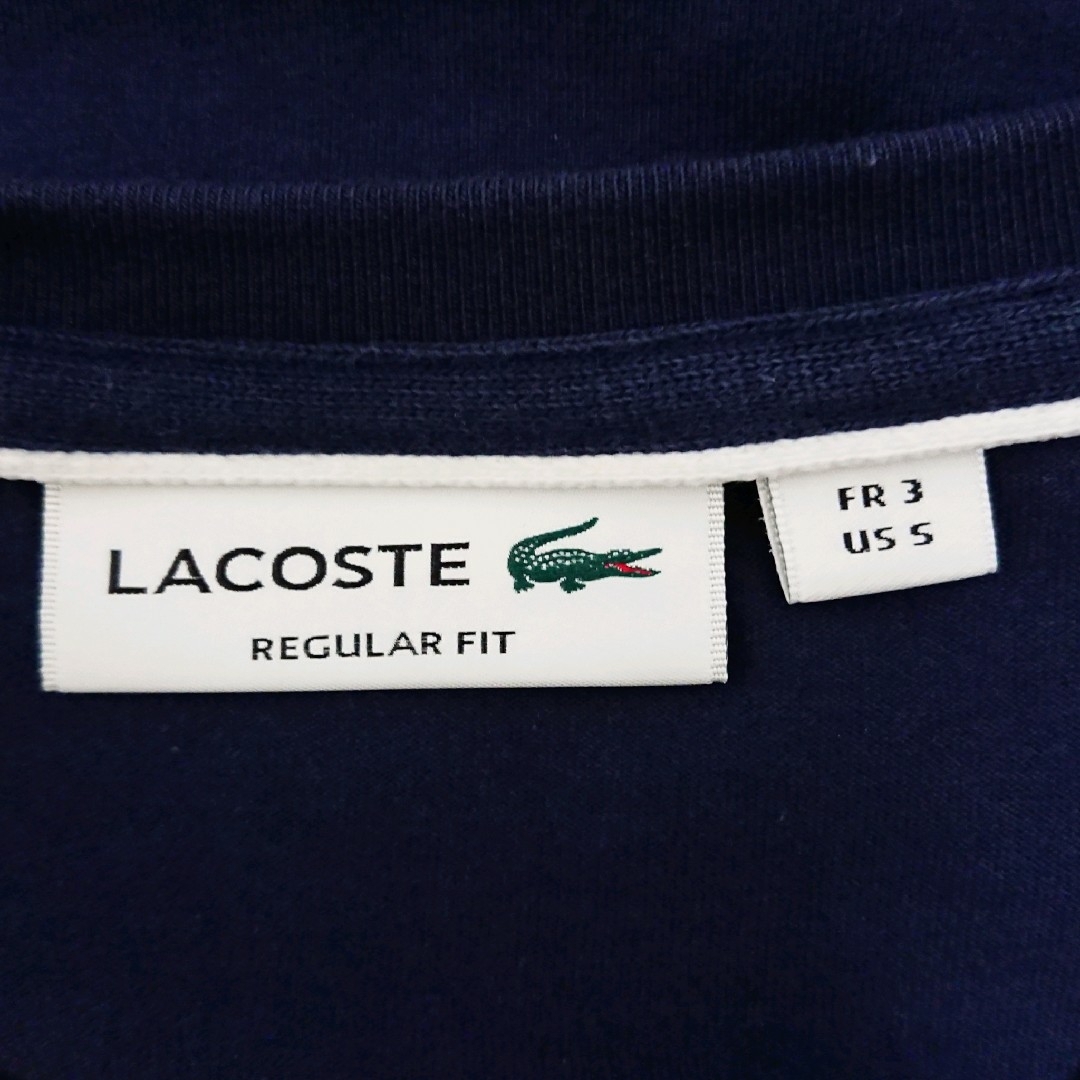 LACOSTE
REGULAR FIT
FR 3
US S